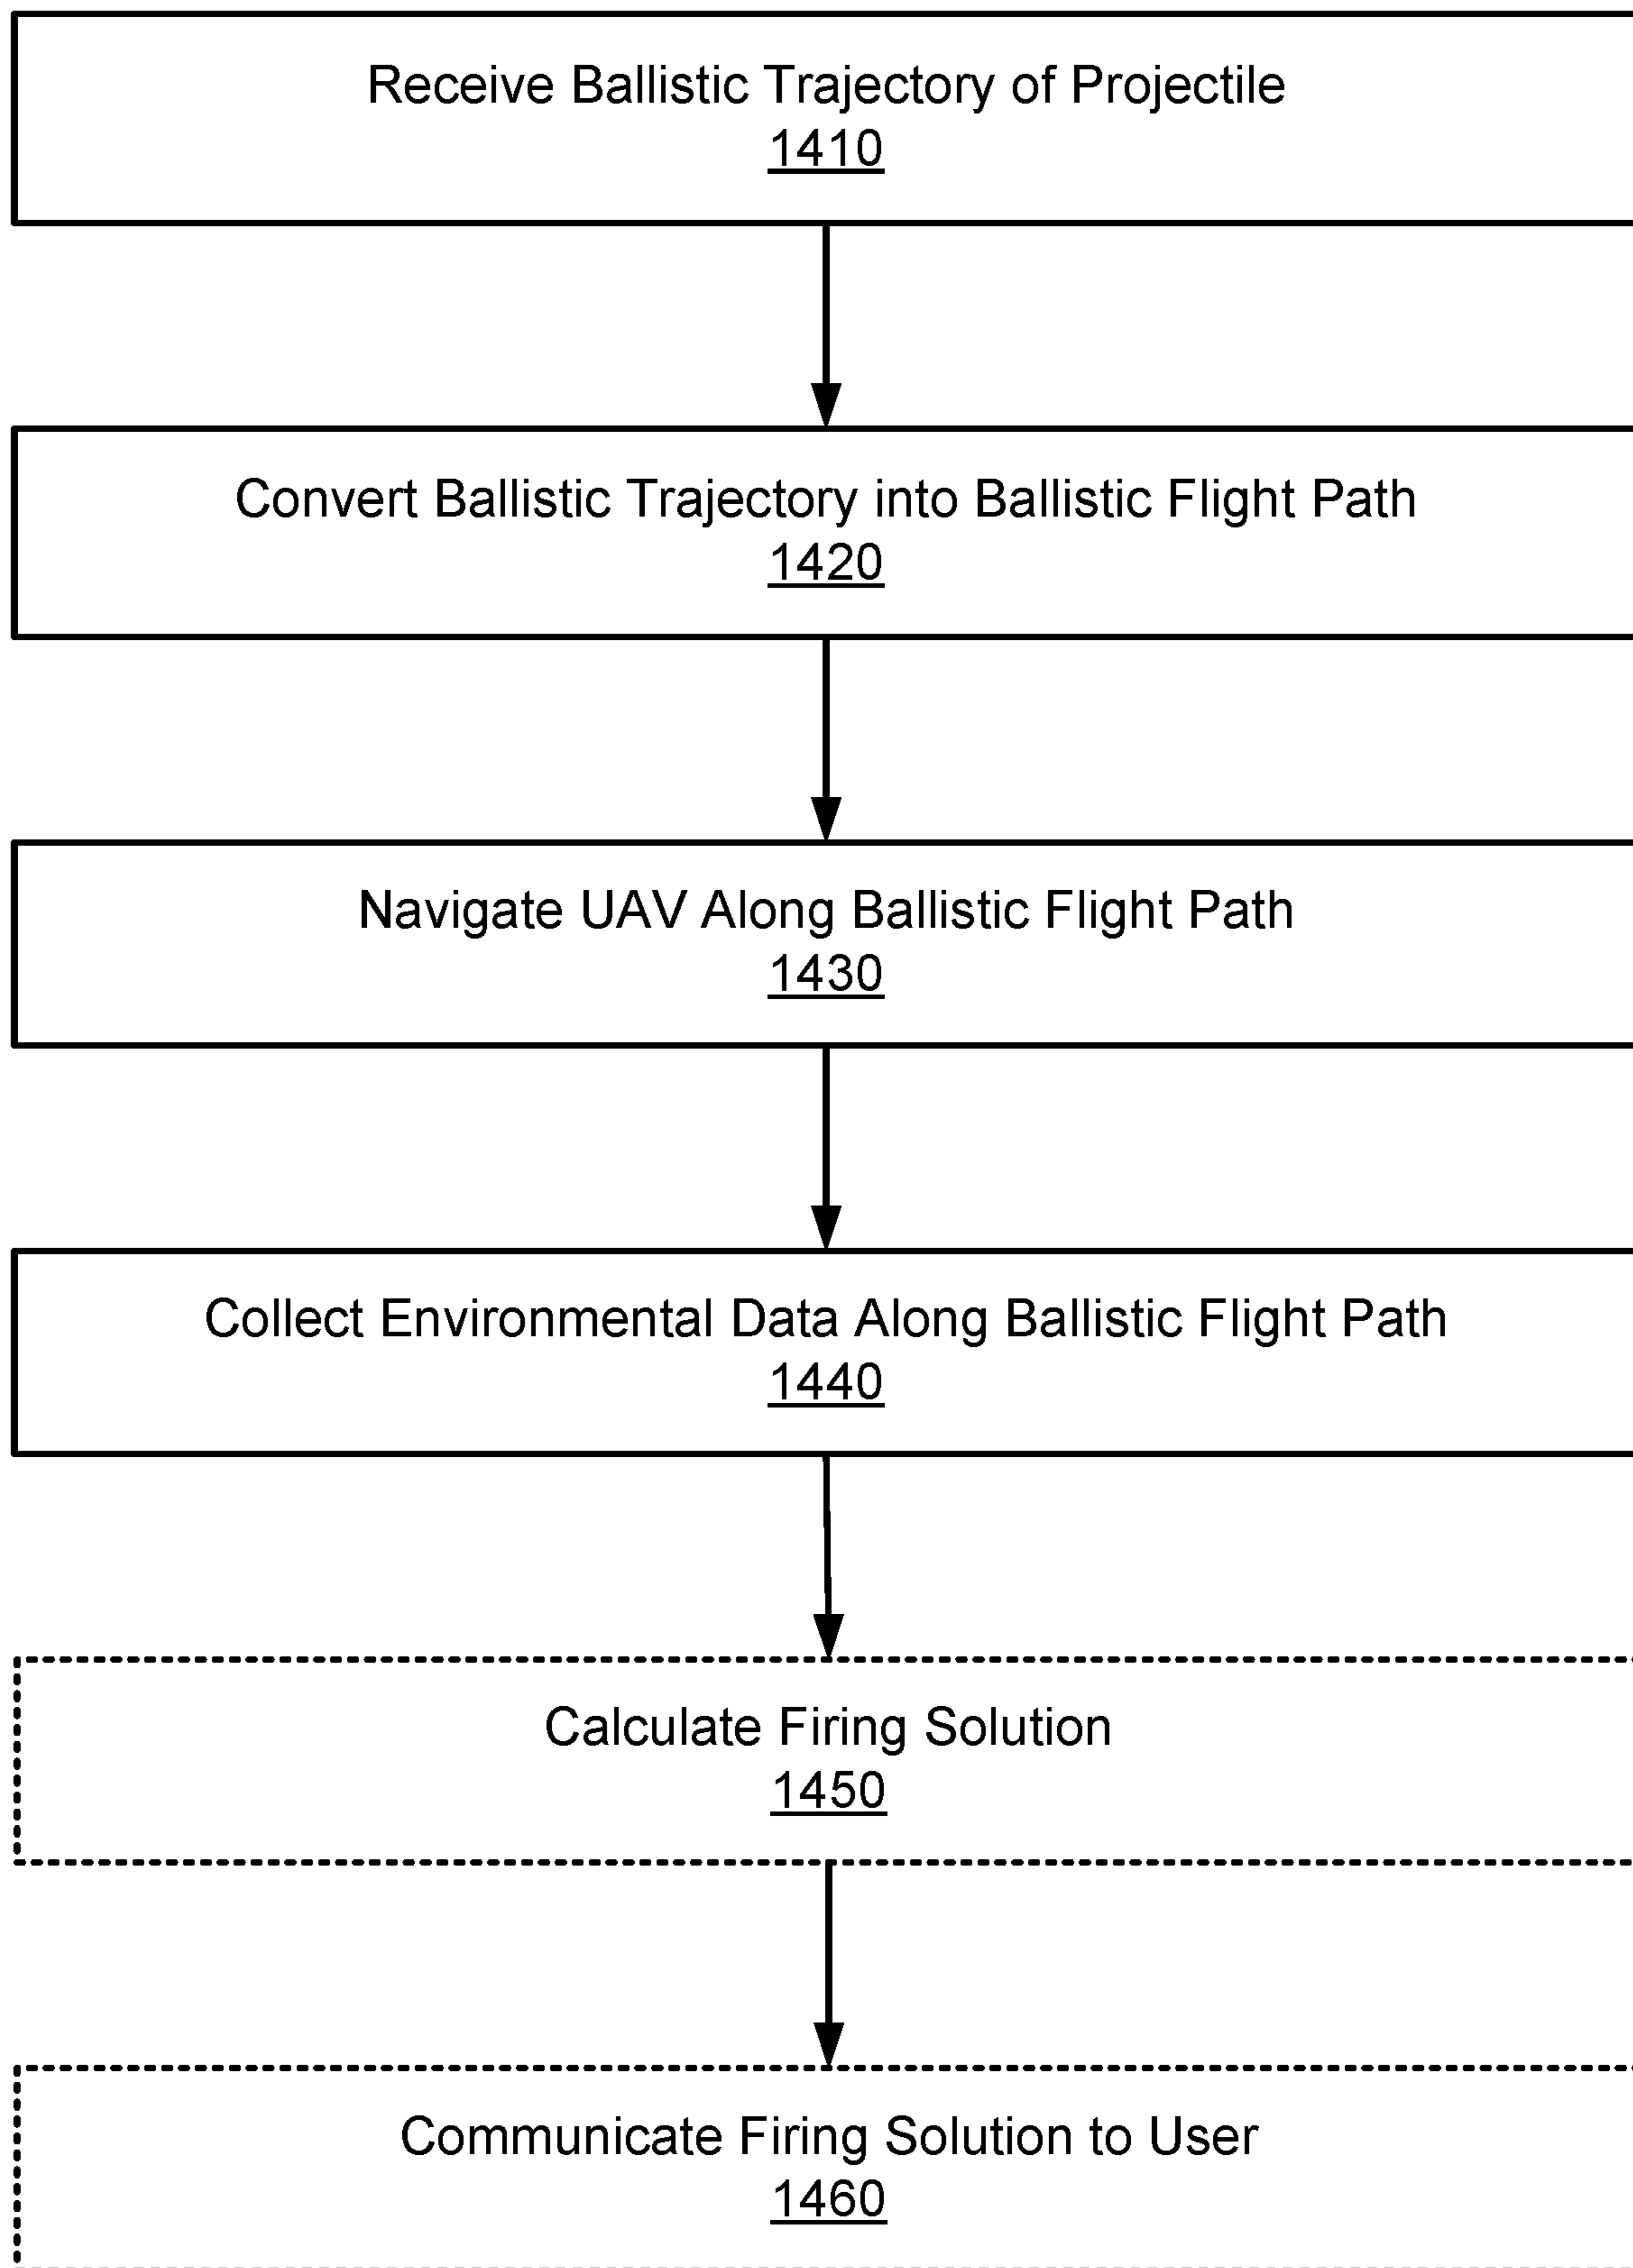 Receive Ballistic Trajectory of Projectile
1410
Convert Ballistic Trajectory into Ballistic Flight Path
1420
Navigate UAV Along Ballistic Flight Path
1430
Collect Environmental Data Along Ballistic Flight Path
1440
Calculate Firing Solution
1450
Communicate Firing Solution to User
1460